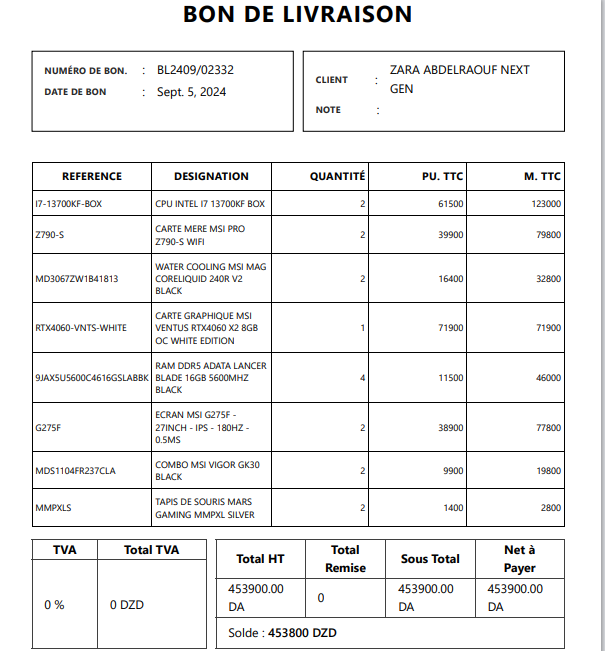 BON DE LIVRAISON
NUMÉRO DE BON. : BL2409/02332
DATE DE BON : Sept. 5, 2024
CLIENT : ZARA ABDELRAOUF NEXT
GEN
NOTE :
REFERENCE DESIGNATION QUANTITÉ PU. TTC M. TTC
I7-13700KF-BOX CPU INTEL I7 13700KF BOX 2 61500 123000
Z790-S CARTE MERE MSI PRO
Z790-S WIFI 2 39900 79800
MD3067ZW1B41813 WATER COOLING MSI MAG
CORELIQUID 240R V2
BLACK 2 16400 32800
RTX4060-VNTS-WHITE CARTE GRAPHIQUE MSI
VENTUS RTX4060 X2 8GB
OC WHITE EDITION 1 71900 71900
9JAX5U5600C4616GSLABBK RAM DDR5 ADATA LANCER
BLADE 16GB 5600MHZ
BLACK 4 11500 46000
G275F ECRAN MSI G275F -
27INCH - IPS - 180HZ -
0.5MS 2 38900 77800
MDS1104FR237CLA COMBO MSI VIGOR GK30
BLACK 2 9900 19800
MMPXLS TAPIS DE SOURIS MARS
GAMING MMPXL SILVER 2 1400 2800
TVA Total TVA
0 % 0 DZD
Total HT Total
Remise Sous Total Net à
Payer
453900.00
DA 0 453900.00
DA 453900.00
DA
Solde : 453800 DZD